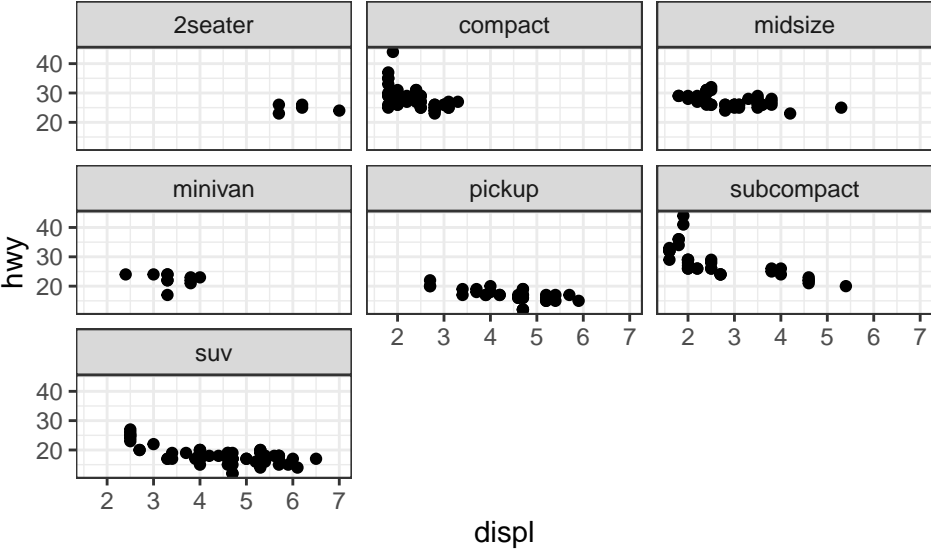 2seater compact midsize
40
30
20
minivan pickup subcompact
40
30
20
2 3 4 5 6 7 2 3 4 5 6 7
suv
40
30
20
2 3 4 5 6 7
hwy
displ